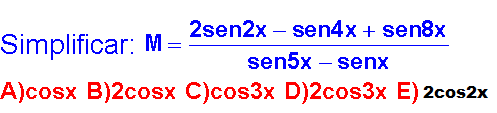 Simplificar: M = (2sen2x – sen4x + sen8x) / (sen5x – senx)
A)cosx B)2cosx C)cos3x D)2cos3x E) 2cos2x